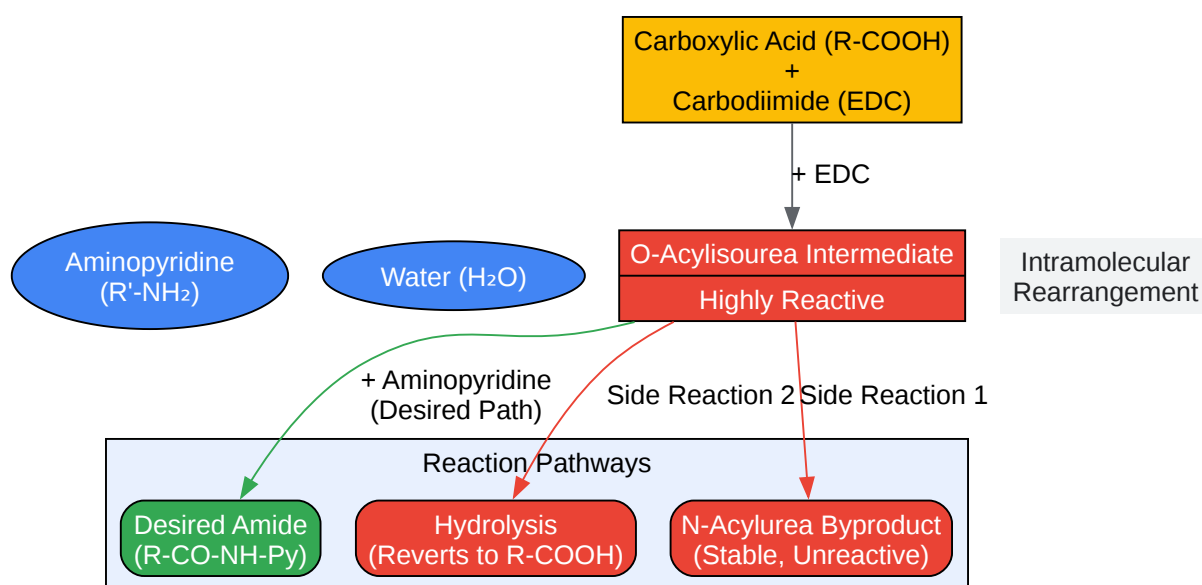 Carboxylic Acid (R-COOH)
+
Carbodiimide (EDC)
+ EDC
Aminopyridine
(R'-NH₂)
Water (H₂O)
O-Acylisourea Intermediate
Highly Reactive
Intramolecular
Rearrangement
+ Aminopyridine
(Desired Path)
Side Reaction 2
Side Reaction 1
Reaction Pathways
Desired Amide
(R-CO-NH-Py)
Hydrolysis
(Reverts to R-COOH)
N-Acylurea Byproduct
(Stable, Unreactive)